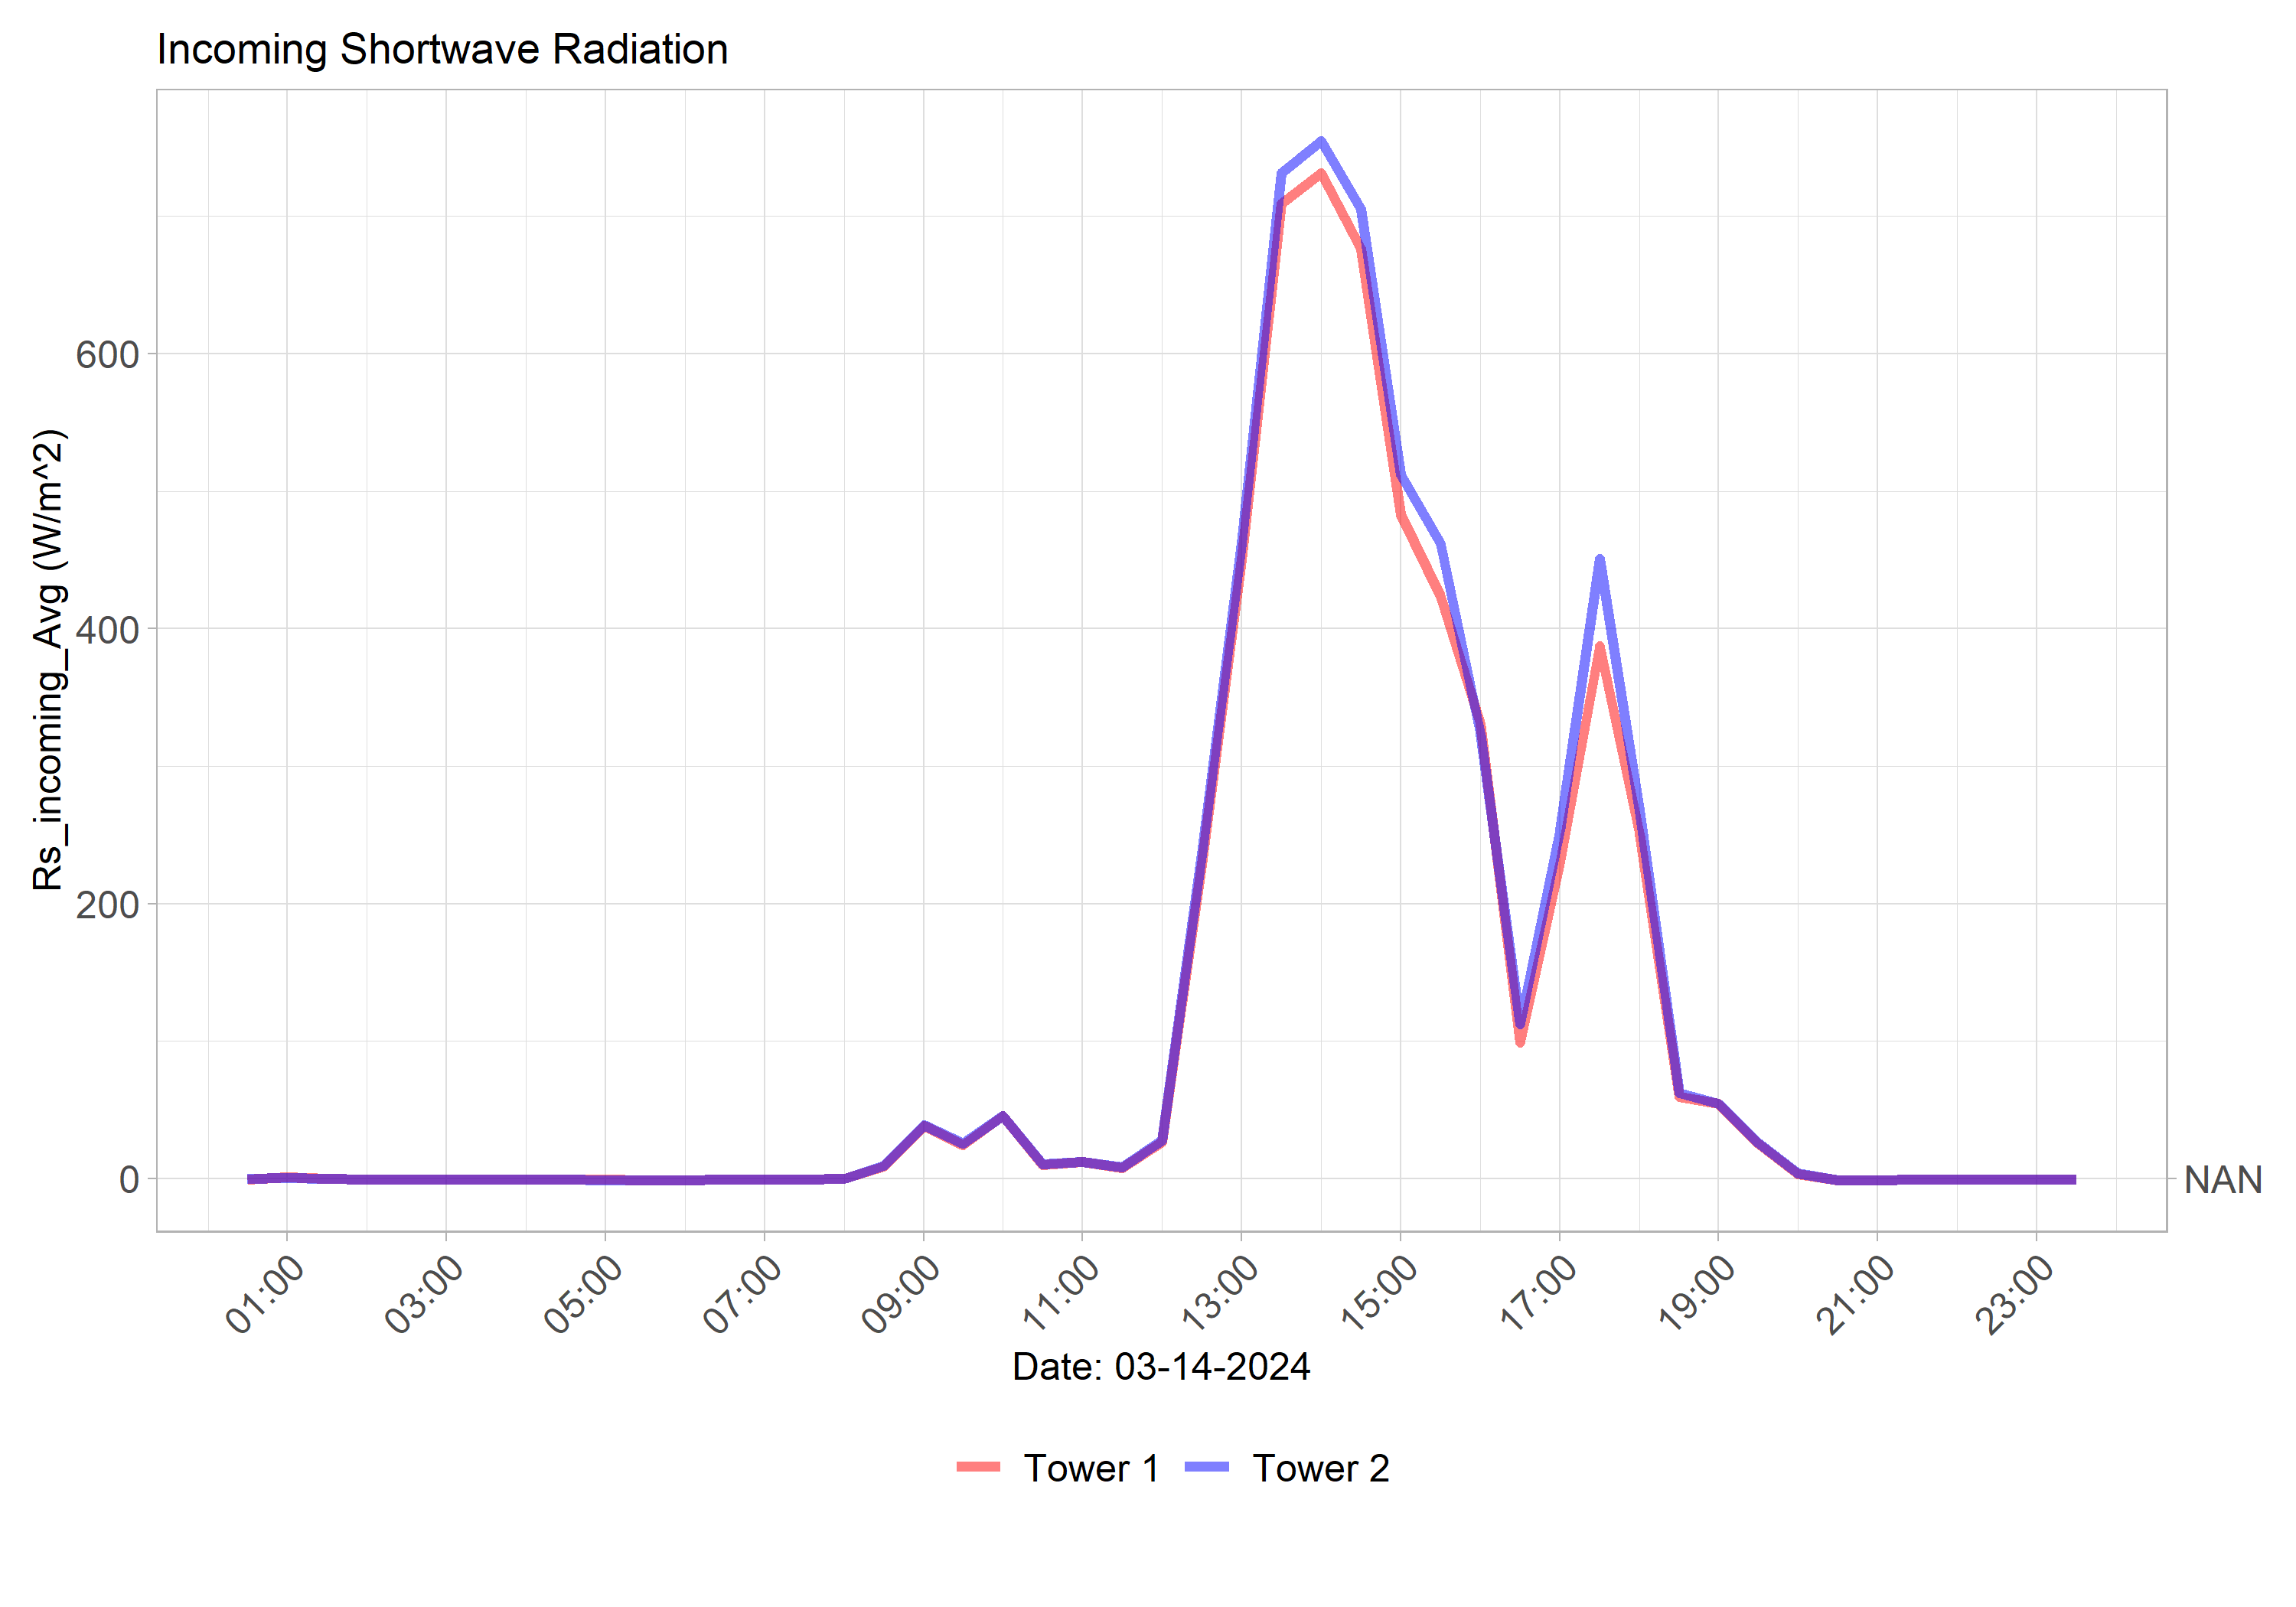 Incoming Shortwave Radiation
Rs_incoming_Avg (W/m^2)
600
400
200
0
NAN
01:00
03:00
05:00
07:00
09:00
11:00
13:00
15:00
17:00
19:00
21:00
23:00
Date: 03-14-2024
Tower 1
Tower 2